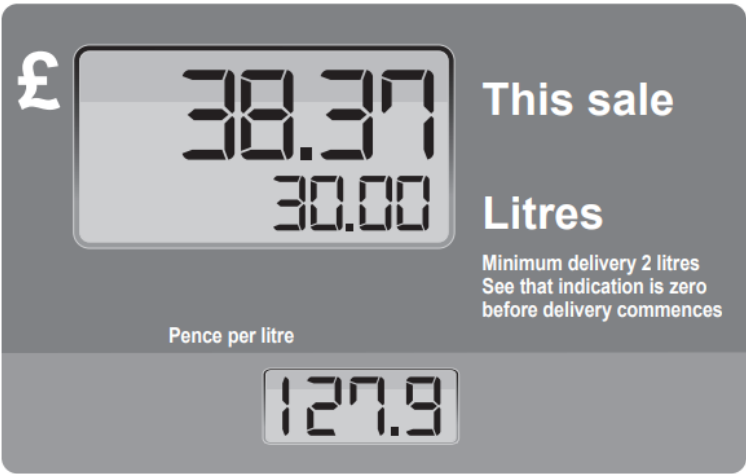 £ 38.37 This sale
30.00 Litres
Minimum delivery 2 litres
See that indication is zero
before delivery commences
Pence per litre
127.9